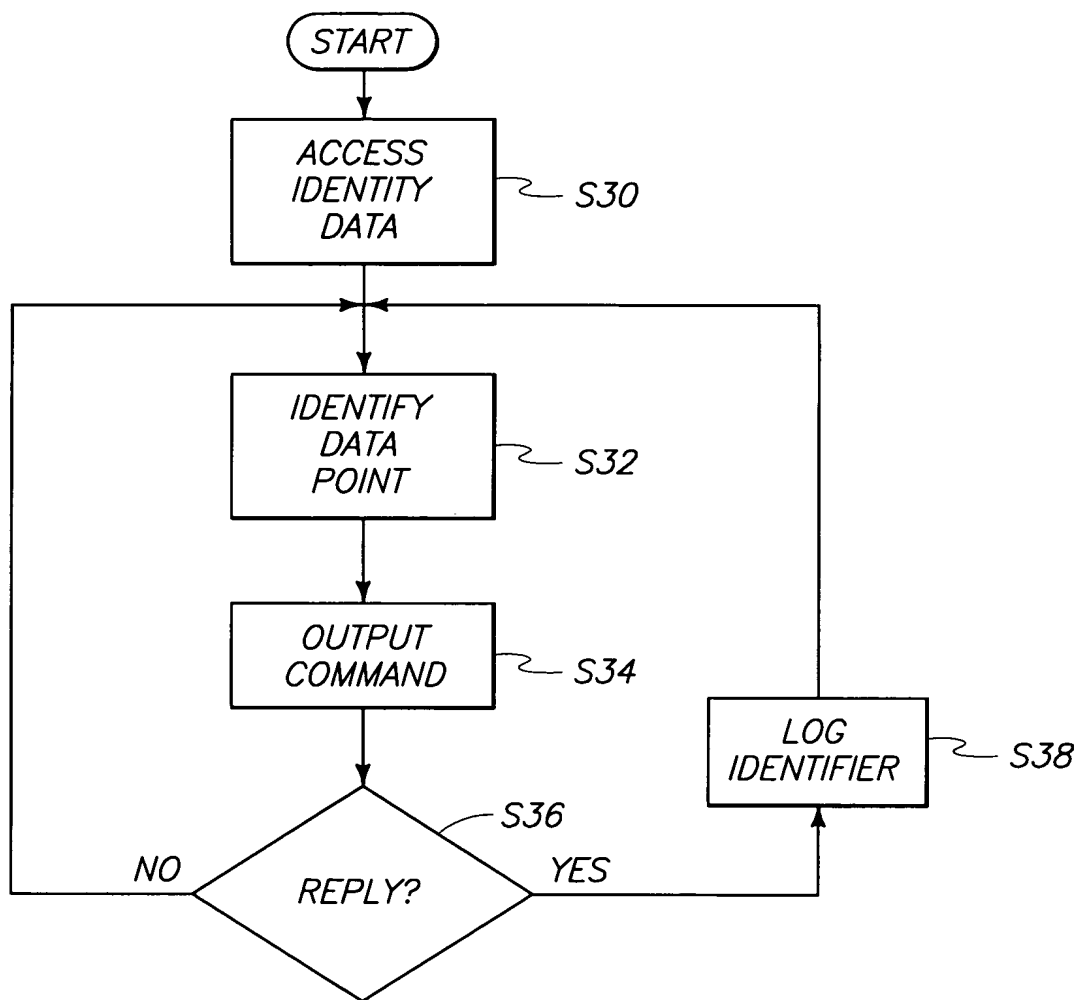 START
ACCESS
IDENTITY
DATA
S30
IDENTIFY
DATA
POINT
S32
OUTPUT
COMMAND
S34
LOG
IDENTIFIER
S38
S36
NO
REPLY?
YES